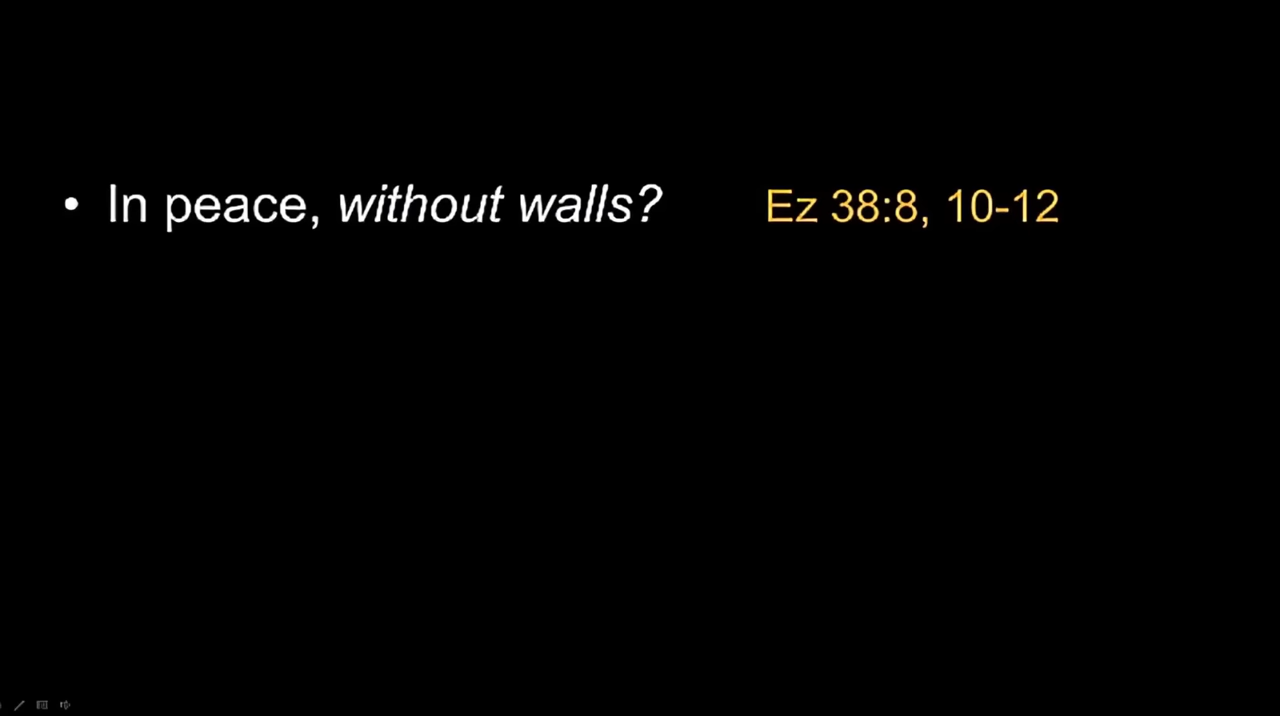 • In peace, without walls? Ez 38:8, 10-12